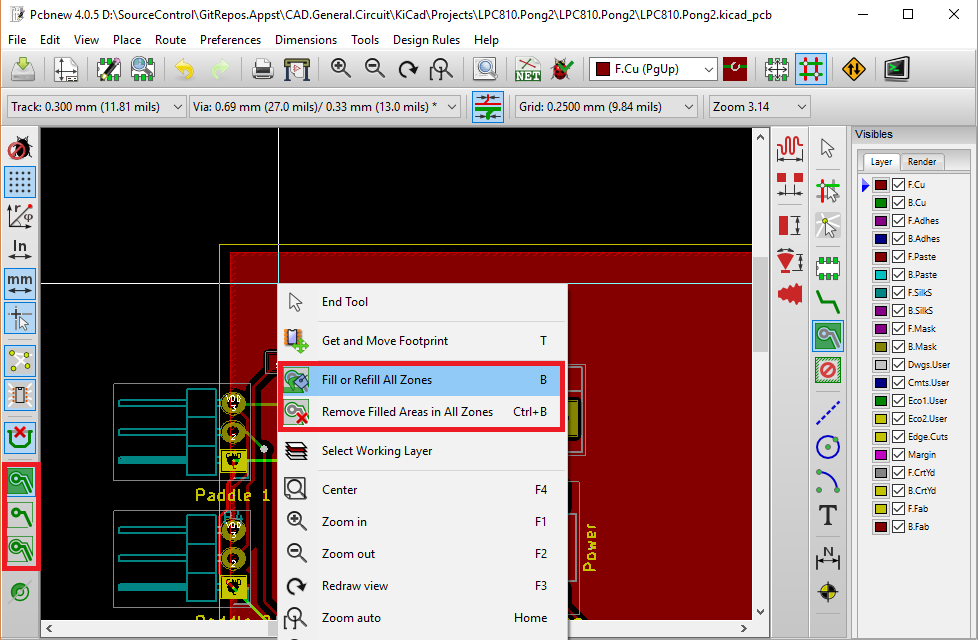 Pcbnew 4.0.5 D:\SourceControl\GitRepos.Appst\CAD.General.Circuit\KiCad\Projects\LPC810.Pong2\LPC810.Pong2\LPC810.Pong2.kicad_pcb
File Edit View Place Route Preferences Dimensions Tools Design Rules Help
NET
F.Cu (PgUp)
Track: 0.300 mm (11.81 mils)
Via: 0.69 mm (27.0 mils)/ 0.33 mm (13.0 mils) *
Grid: 0.2500 mm (9.84 mils)
Zoom 3.14
In
mm
End Tool
Get and Move Footprint T
Fill or Refill All Zones B
Remove Filled Areas in All Zones Ctrl+B
Select Working Layer
Center F4
Zoom in F1
Zoom out F2
Redraw view F3
Zoom auto Home
VDD
3
2
GND
Paddle 1
VDD
3
2
GND
Power
T
N
Visibles
Layer Render
F.Cu
B.Cu
F.Adhes
B.Adhes
F.Paste
B.Paste
F.SilkS
B.SilkS
F.Mask
B.Mask
Dwgs.User
Cmts.User
Eco1.User
Eco2.User
Edge.Cuts
Margin
F.CrtYd
B.CrtYd
F.Fab
B.Fab